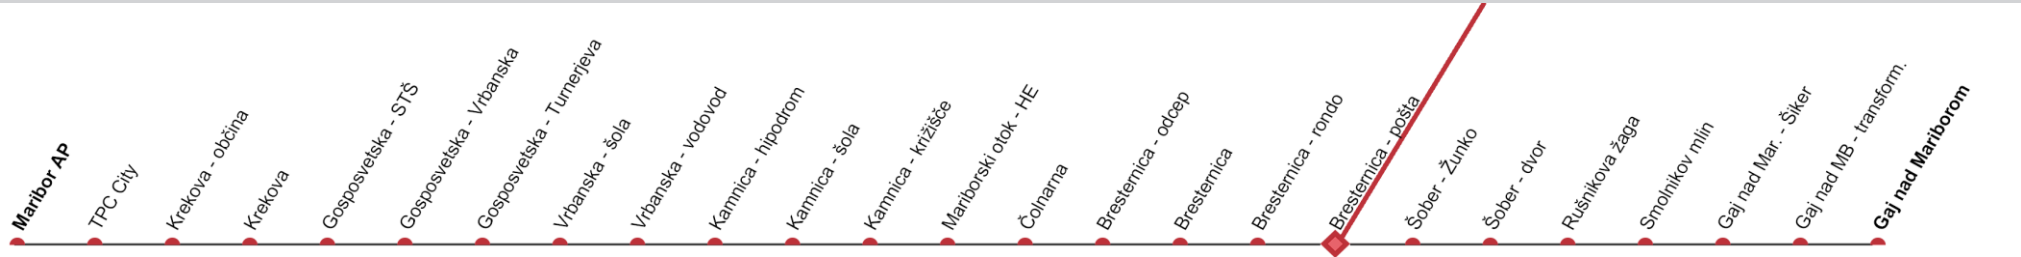 Maribor AP
TPC City
Krekova - občina
Krekova
Gosposvetska - STŠ
Gosposvetska - Vrbanska
Gosposvetska - Turnerjeva
Vrbanska - šola
Vrbanska - vodovod
Kamnica - hipodrom
Kamnica - šola
Kamnica - križišče
Mariborski otok - HE
Čolnarna
Bresternica - odcep
Bresternica
Bresternica - rondo
Bresternica - pošta
Šober - Žunko
Šober - dvor
Rušnikova žaga
Smolnikov mlin
Gaj nad Mar. - Šiker
Gaj nad MB - transform.
Gaj nad Mariborom